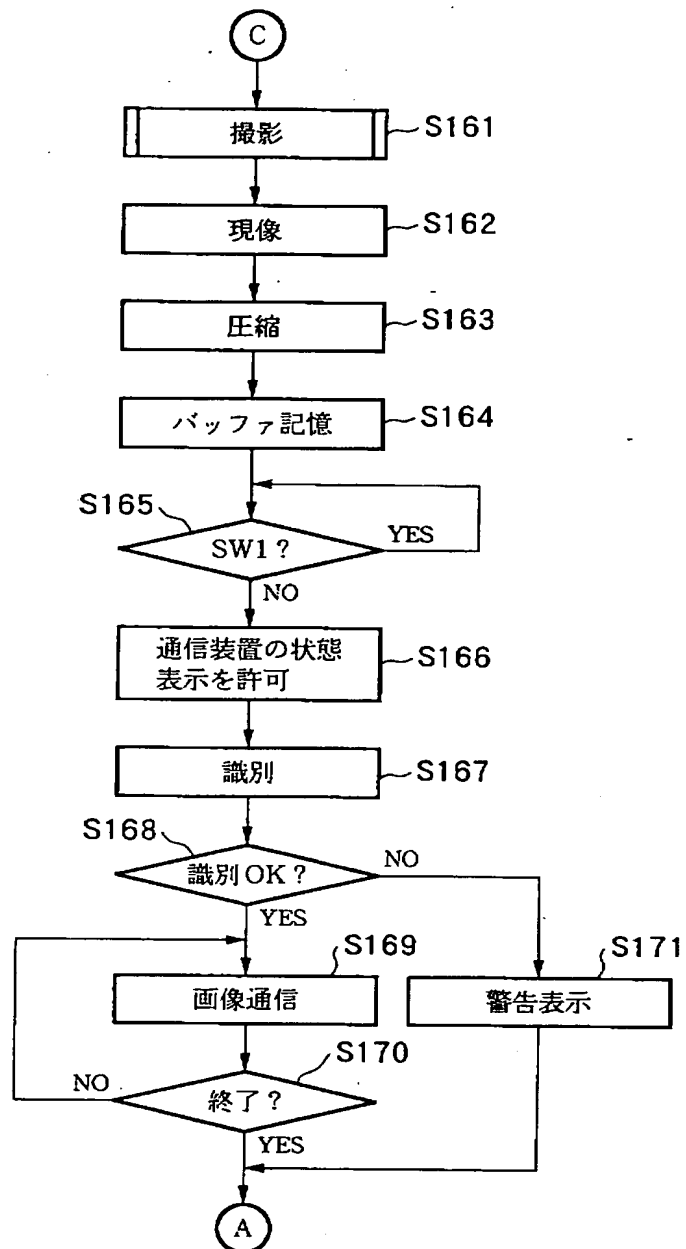 C
撮影
S161
現像
S162
圧縮
S163
バッファ記憶
S164
S165
SW1?
YES
NO
通信装置の状態
表示を許可
S166
識別
S167
S168
識別OK?
NO
YES
S169
画像通信
S171
警告表示
S170
終了?
NO
YES
A